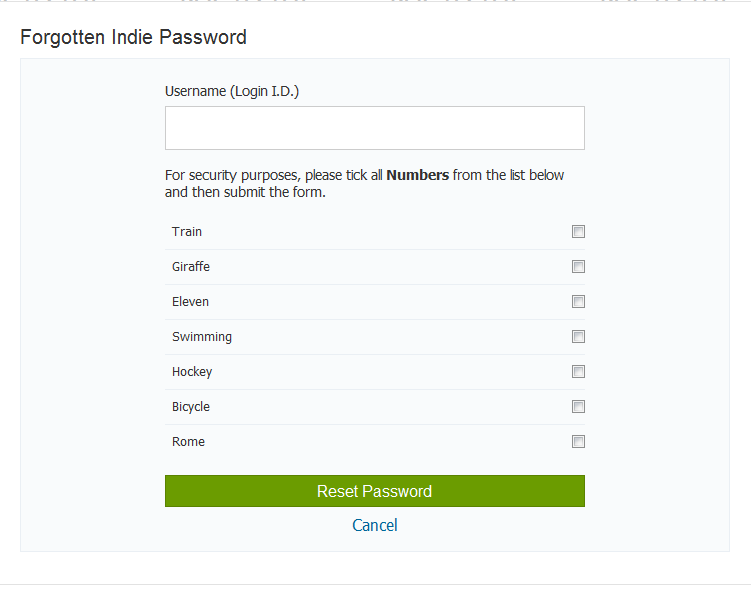 Forgotten Indie Password
Username (Login I.D.)
For security purposes, please tick all Numbers from the list below
and then submit the form.
Train
Giraffe
Eleven
Swimming
Hockey
Bicycle
Rome
Reset Password
Cancel